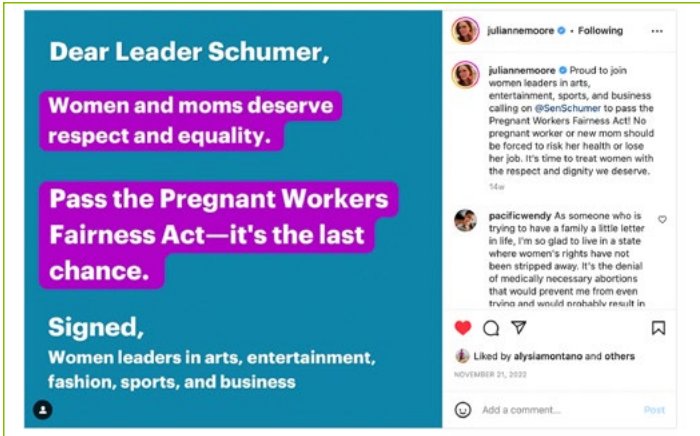 Dear Leader Schumer,
Women and moms deserve
respect and equality.
Pass the Pregnant Workers
Fairness Act—it's the last
chance.
Signed,
Women leaders in arts, entertainment,
fashion, sports, and business
juliannemoore • Following
juliannemoore Proud to join
women leaders in arts,
entertainment, sports, and business
calling on @SenSchumer to pass the
Pregnant Workers Fairness Act! No
pregnant worker or new mom should
be forced to risk her health or lose
her job. It's time to treat women with
the respect and dignity we deserve.
14w
pacificwendy As someone who is
trying to have a family a little letter
in life, I'm so glad to live in a state
where women's rights have not
been stripped away. It's the denial
of medically necessary abortions
that would prevent me from even
trying and would probably result in
Liked by alysiamontano and others
NOVEMBER 21, 2022
Add a comment...
Post